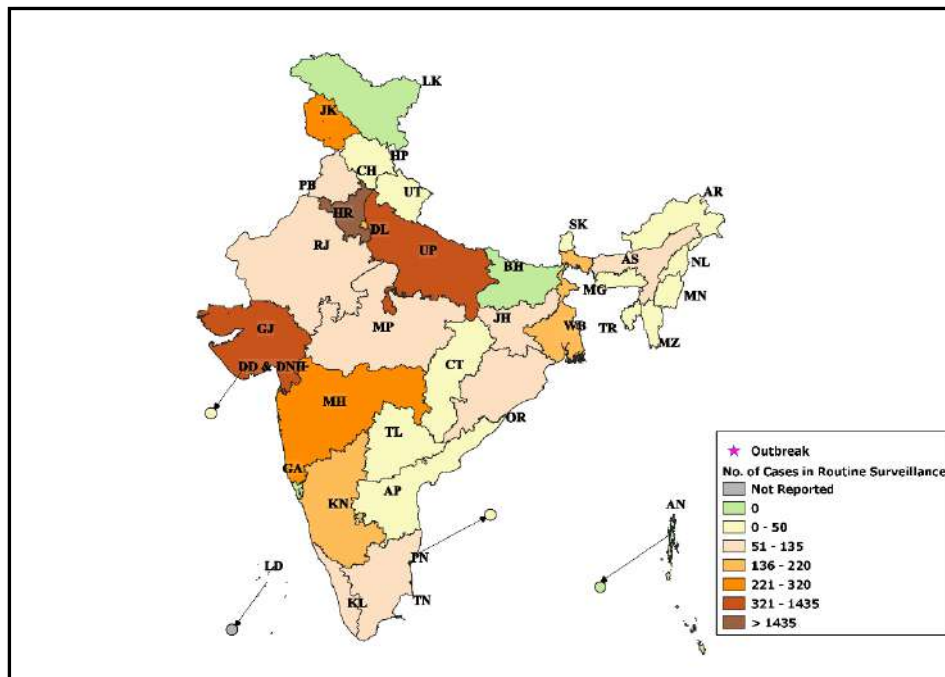 LK
JK
HP
CH
PB
UT
AR
HR
DL
SK
RJ
UP
AS
NL
BH
MG
MN
JH
WB
TR
MZ
GJ
MP
CT
DD & DNH
MH
OR
TL
GA
KN
AP
AN
PN
LD
KL
TN
Outbreak
No. of Cases in Routine Surveillance
Not Reported
0
0 - 50
51 - 135
136 - 220
221 - 320
321 - 1435
> 1435